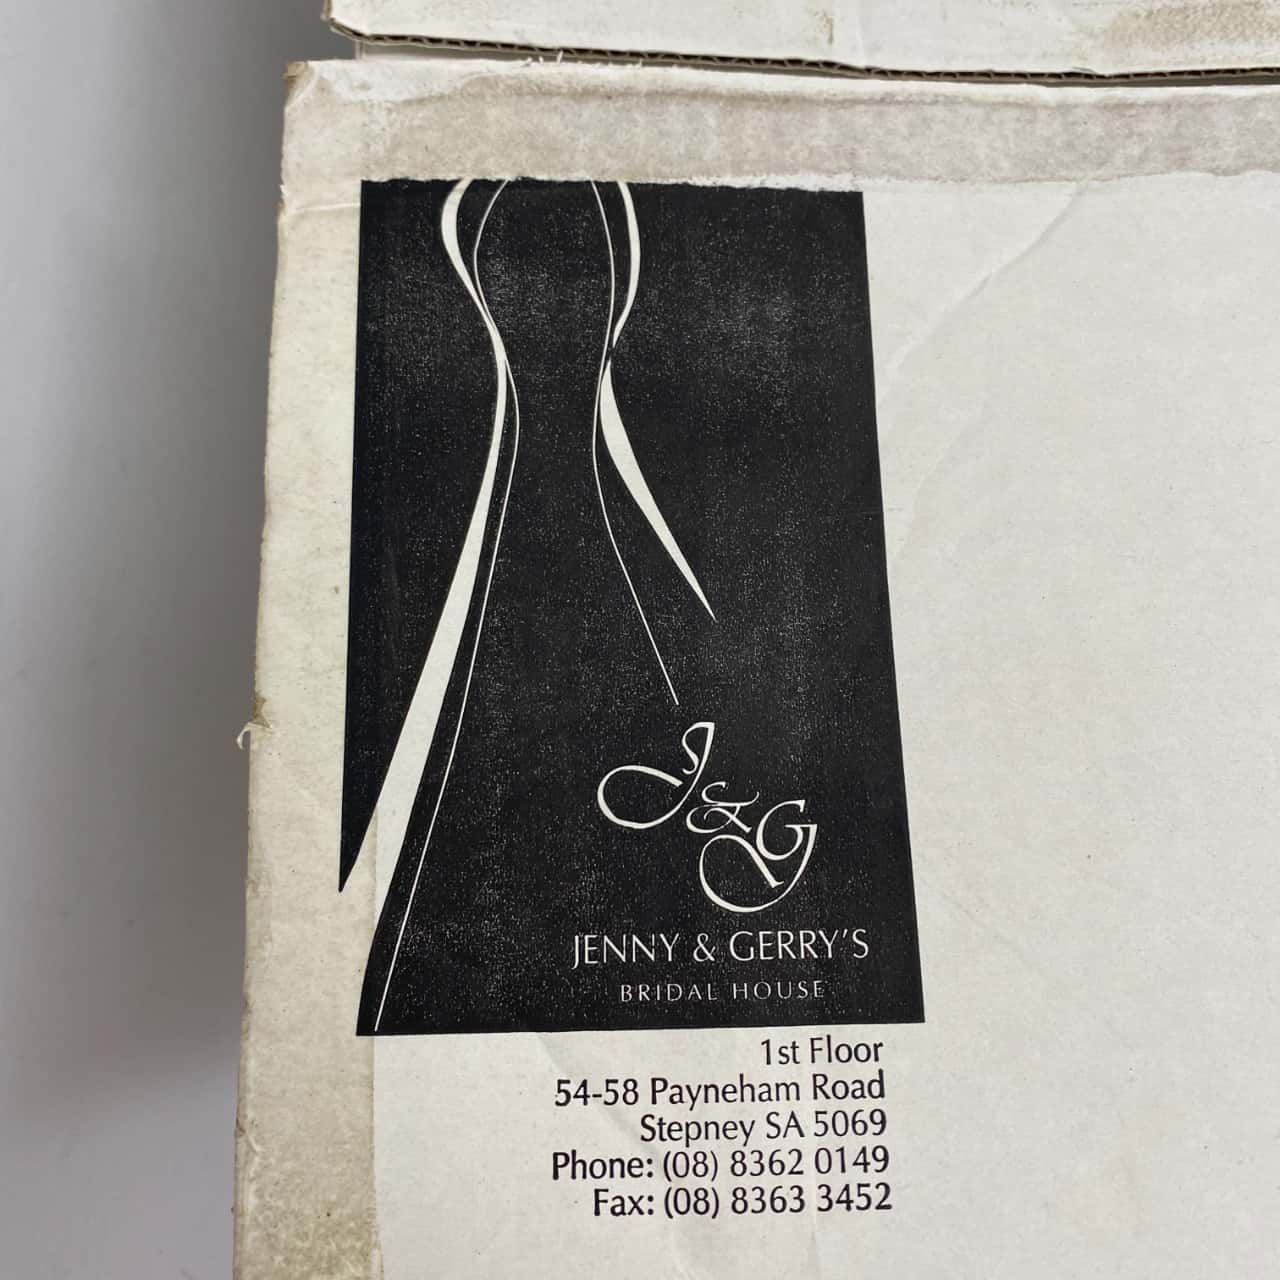 J&G
JENNY & GERRY'S
BRIDAL HOUSE
1st Floor
54-58 Payneham Road
Stepney SA 5069
Phone: (08) 8362 0149
Fax: (08) 8363 3452